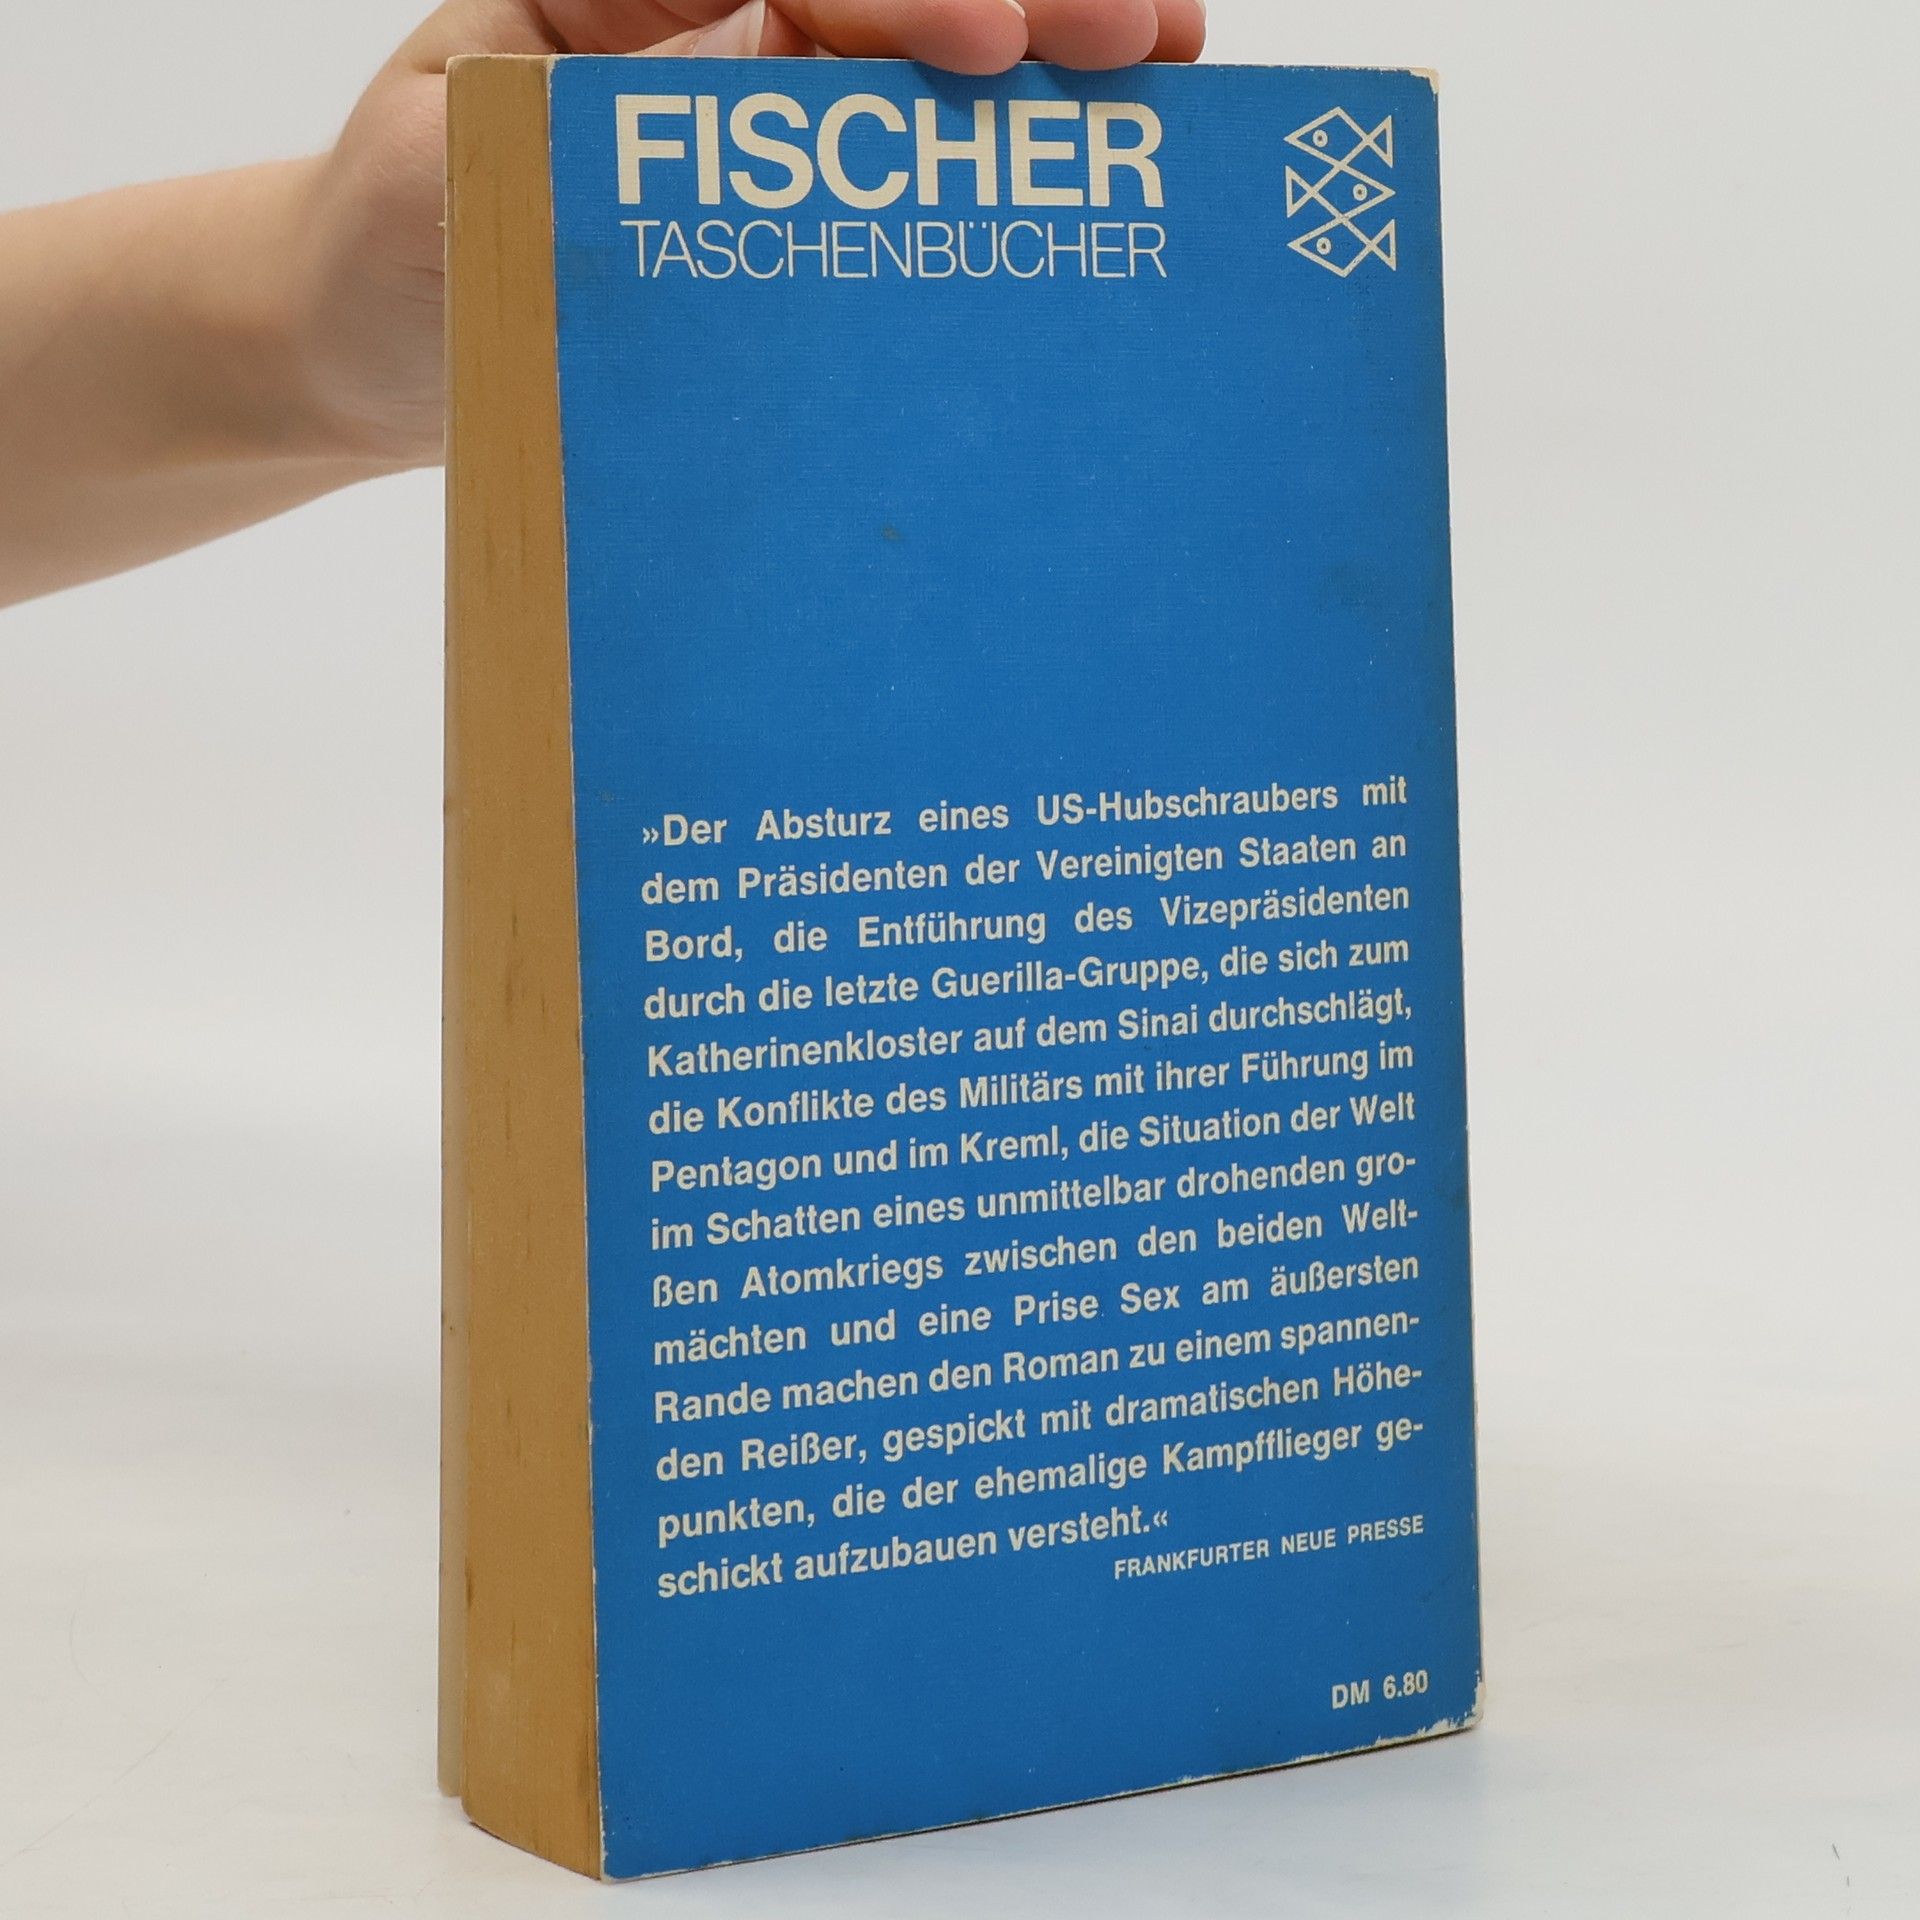 FISCHER
TASCHENBÜCHER
»Der Absturz eines US-Hubschraubers mit
dem Präsidenten der Vereinigten Staaten an
Bord, die Entführung des Vizepräsidenten
durch die letzte Guerilla-Gruppe, die sich zum
Katherinenkloster auf dem Sinai durchschlägt,
die Konflikte des Militärs mit ihrer Führung im
Pentagon und im Kreml, die Situation der Welt
im Schatten eines unmittelbar drohenden gro-
ßen Atomkriegs zwischen den beiden Welt-
mächten und eine Prise Sex am äußersten
Rande machen den Roman zu einem spannen-
den Reißer, gespickt mit dramatischen Höhe-
punkten, die der ehemalige Kampfflieger ge-
schickt aufzubauen versteht.«
FRANKFURTER NEUE PRESSE
DM 6.80